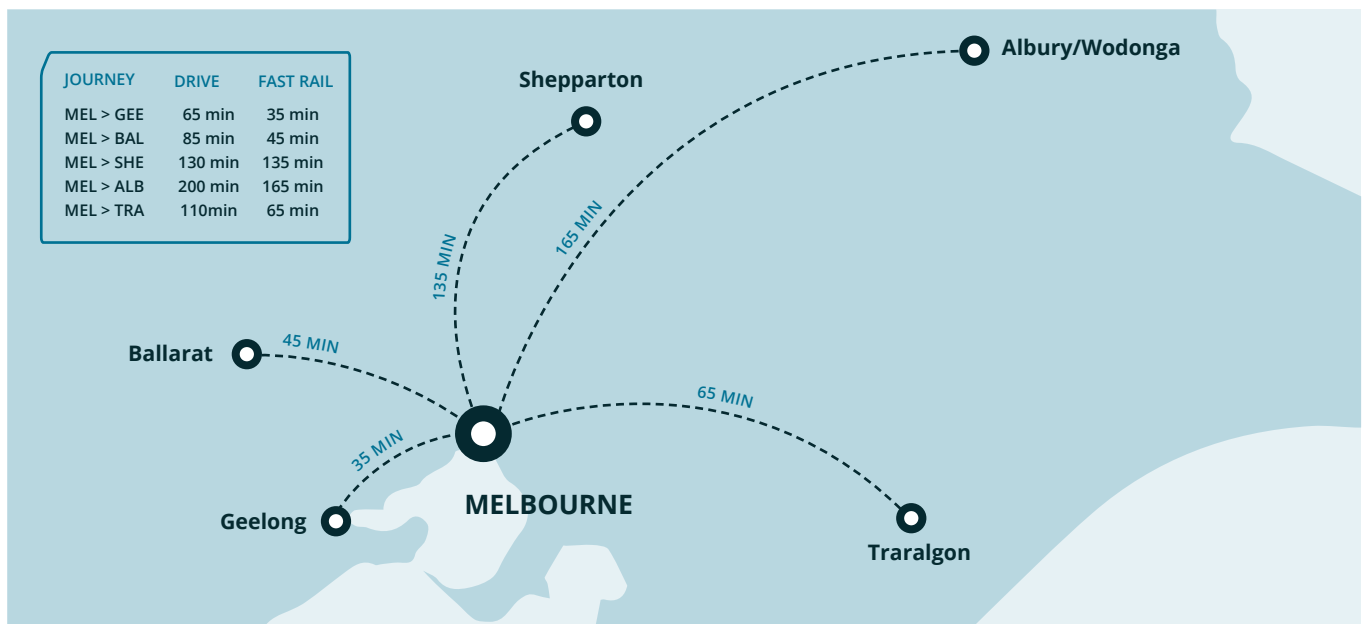 JOURNEY DRIVE FAST RAIL
MEL > GEE 65 min 35 min
MEL > BAL 85 min 45 min
MEL > SHE 130 min 135 min
MEL > ALB 200 min 165 min
MEL > TRA 110min 65 min
Albury/Wodonga
Shepparton
165 MIN
135 MIN
45 MIN
Ballarat
65 MIN
35 MIN
MELBOURNE
Geelong
Traralgon